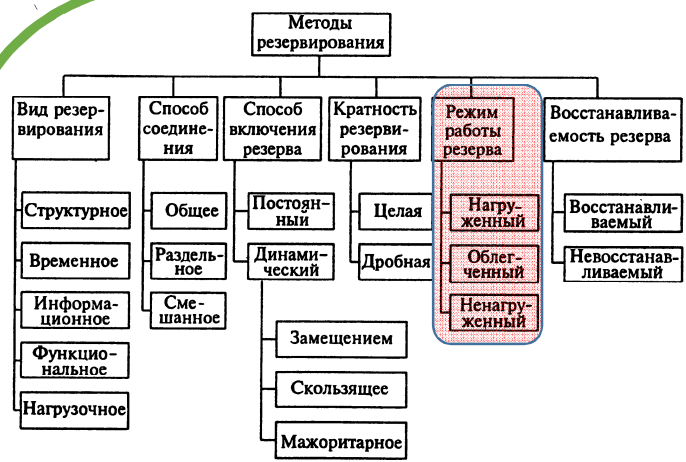 Методы
резервирования
Вид резер-
вирования
Способ
соедине-
ния
Способ
включения
резерва
Кратность
резерви-
рования
Режим
работы
резерва
Восстанавлива-
емость резерва
Структурное
Временное
Информа-
ционное
Функцио-
нальное
Нагрузочное
Общее
Раздель-
ное
Сме-
шанное
Постоян-
ный
Динами-
ческий
Замещением
Скользящее
Мажоритарное
Целая
Дробная
Нагру-
женный
Облег-
ченный
Ненагру-
женный
Восстанавли-
ваемый
Невосстанав-
ливаемый